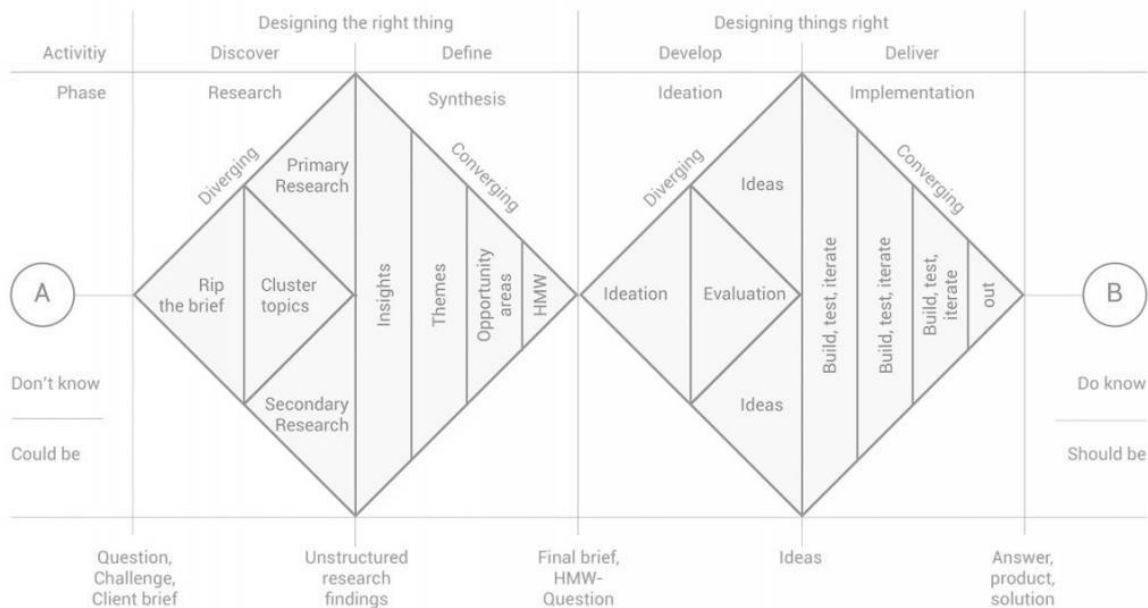 Designing the right thing
Designing things right
Activitiy
Discover
Define
Develop
Deliver
Phase
Research
Synthesis
Ideation
Implementation
Diverging
Converging
Diverging
Converging
Primary
Research
Rip
the brief
Cluster
topics
Secondary
Research
Insights
Themes
Opportunity
areas
HMW
Ideation
Ideas
Evaluation
Ideas
Build, test, iterate
Build, test, iterate
Build, test,
iterate
out
A
B
Don't know
Could be
Do know
Should be
Question,
Challenge,
Client brief
Unstructured
research
findings
Final brief,
HMW-
Question
Ideas
Answer,
product,
solution